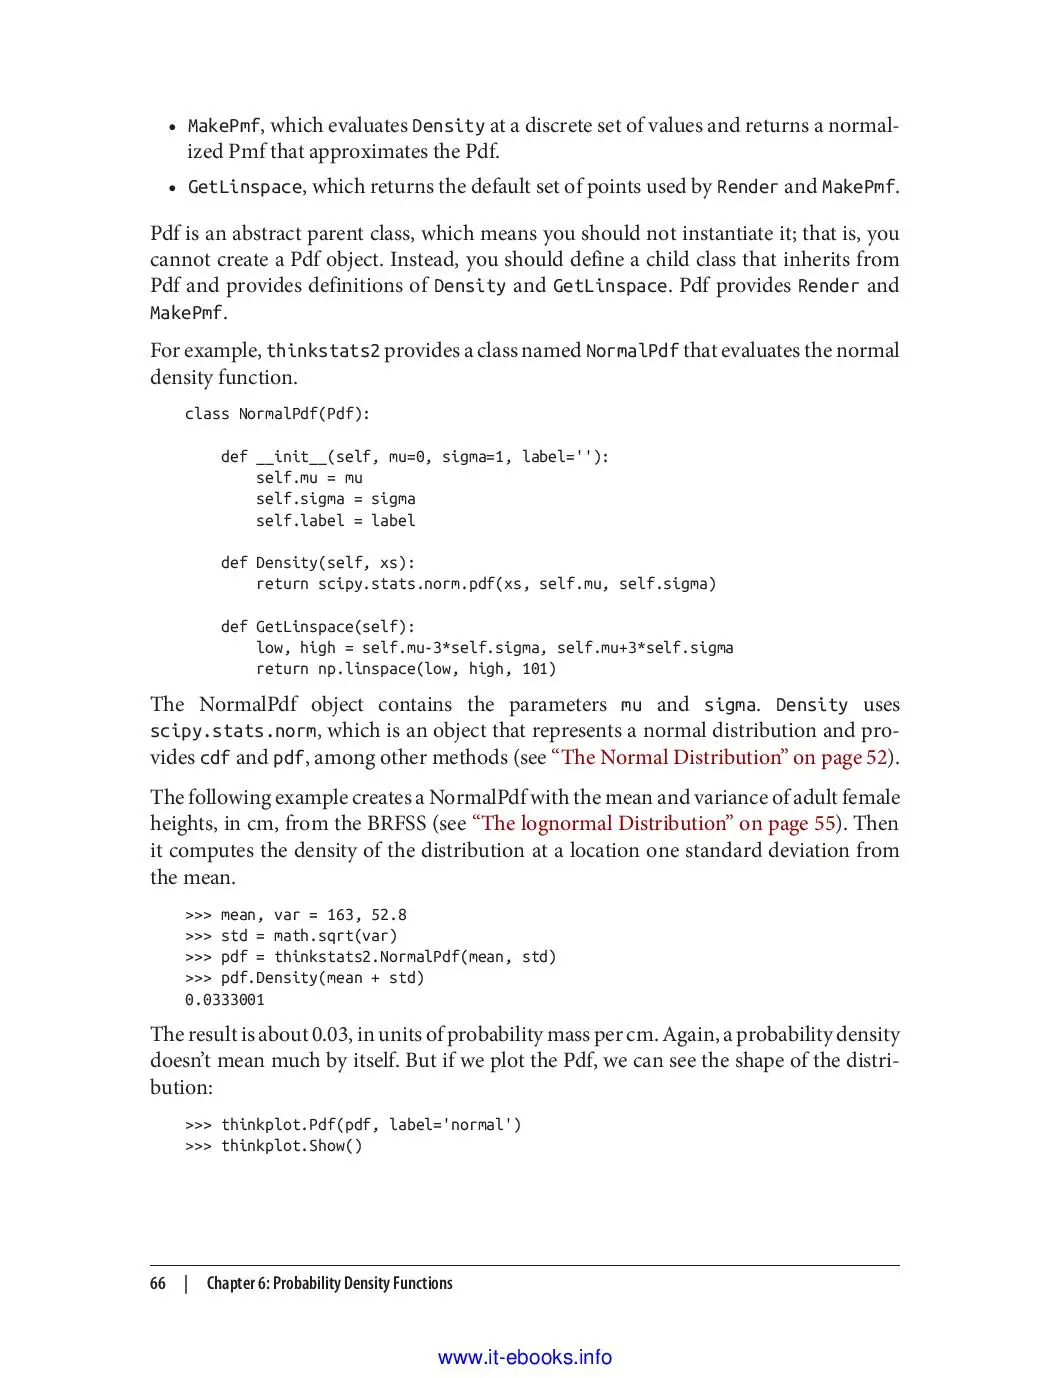 • MakePmf, which evaluates Density at a discrete set of values and returns a normal-
ized Pmf that approximates the Pdf.
• GetLinspace, which returns the default set of points used by Render and MakePmf.
Pdf is an abstract parent class, which means you should not instantiate it; that is, you
cannot create a Pdf object. Instead, you should define a child class that inherits from
Pdf and provides definitions of Density and GetLinspace. Pdf provides Render and
MakePmf.
For example, thinkstats2 provides a class named NormalPdf that evaluates the normal
density function.
class NormalPdf(Pdf):
    def __init__(self, mu=0, sigma=1, label=''):
        self.mu = mu
        self.sigma = sigma
        self.label = label
    def Density(self, xs):
        return scipy.stats.norm.pdf(xs, self.mu, self.sigma)
    def GetLinspace(self):
        low, high = self.mu-3*self.sigma, self.mu+3*self.sigma
        return np.linspace(low, high, 101)
The NormalPdf object contains the parameters mu and sigma. Density uses
scipy.stats.norm, which is an object that represents a normal distribution and pro-
vides cdf and pdf, among other methods (see “The Normal Distribution” on page 52).
The following example creates a NormalPdf with the mean and variance of adult female
heights, in cm, from the BRFSS (see “The lognormal Distribution” on page 55). Then
it computes the density of the distribution at a location one standard deviation from
the mean.
>>> mean, var = 163, 52.8
>>> std = math.sqrt(var)
>>> pdf = thinkstats2.NormalPdf(mean, std)
>>> pdf.Density(mean + std)
0.0333001
The result is about 0.03, in units of probability mass per cm. Again, a probability density
doesn’t mean much by itself. But if we plot the Pdf, we can see the shape of the distri-
bution:
>>> thinkplot.Pdf(pdf, label='normal')
>>> thinkplot.Show()
66 | Chapter 6: Probability Density Functions
www.it-ebooks.info